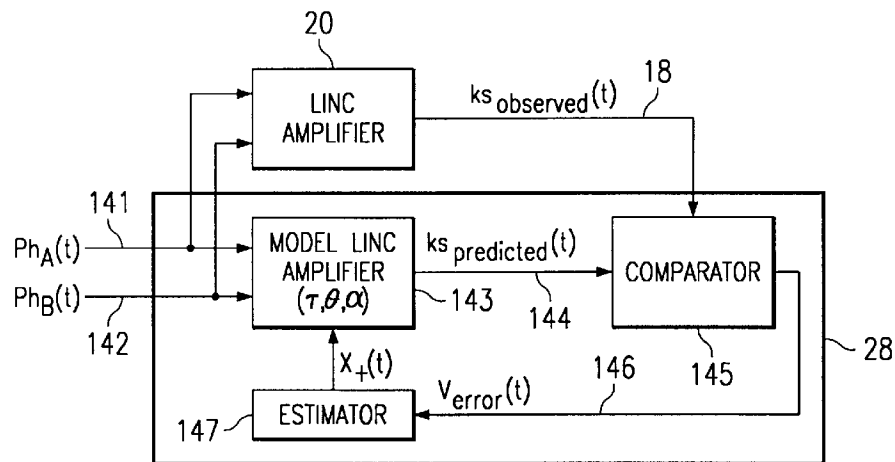 20
LINC
AMPLIFIER
ks_observed(t)
18
141
Ph_A(t)
Ph_B(t)
142
MODEL LINC
AMPLIFIER
(τ,θ,α)
143
ks_predicted(t)
144
COMPARATOR
145
28
X_+(t)
V_error(t)
146
147
ESTIMATOR